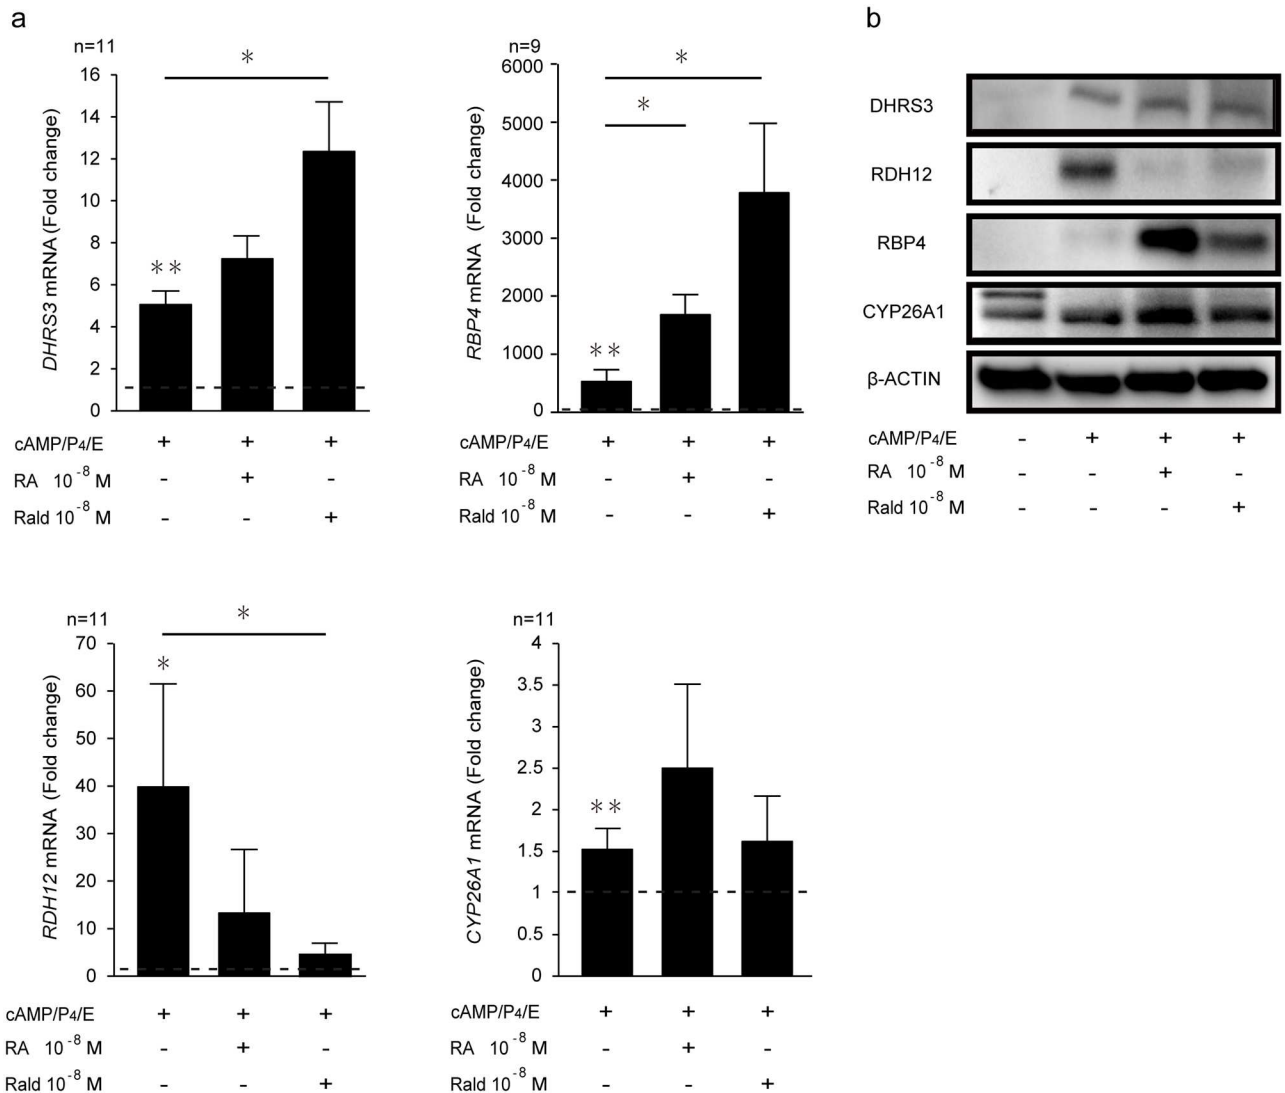 a
n=11
*
16
14
12
10
8
6
4
2
0
DHRS3 mRNA (Fold change)
**
cAMP/P4/E + + +
RA 10-8 M - + -
Rald 10-8 M - - +
n=9
*
*
6000
5000
4000
3000
2000
1000
0
RBP4 mRNA (Fold change)
**
cAMP/P4/E + + +
RA 10-8 M - + -
Rald 10-8 M - - +
b
DHRS3
RDH12
RBP4
CYP26A1
β-ACTIN
cAMP/P4/E - + + +
RA 10-8 M - - + -
Rald 10-8 M - - - +
n=11
*
*
70
60
50
40
30
20
10
0
RDH12 mRNA (Fold change)
cAMP/P4/E + + +
RA 10-8 M - + -
Rald 10-8 M - - +
n=11
4
3.5
3
2.5
2
1.5
1
0.5
0
CYP26A1 mRNA (Fold change)
**
cAMP/P4/E + + +
RA 10-8 M - + -
Rald 10-8 M - - +